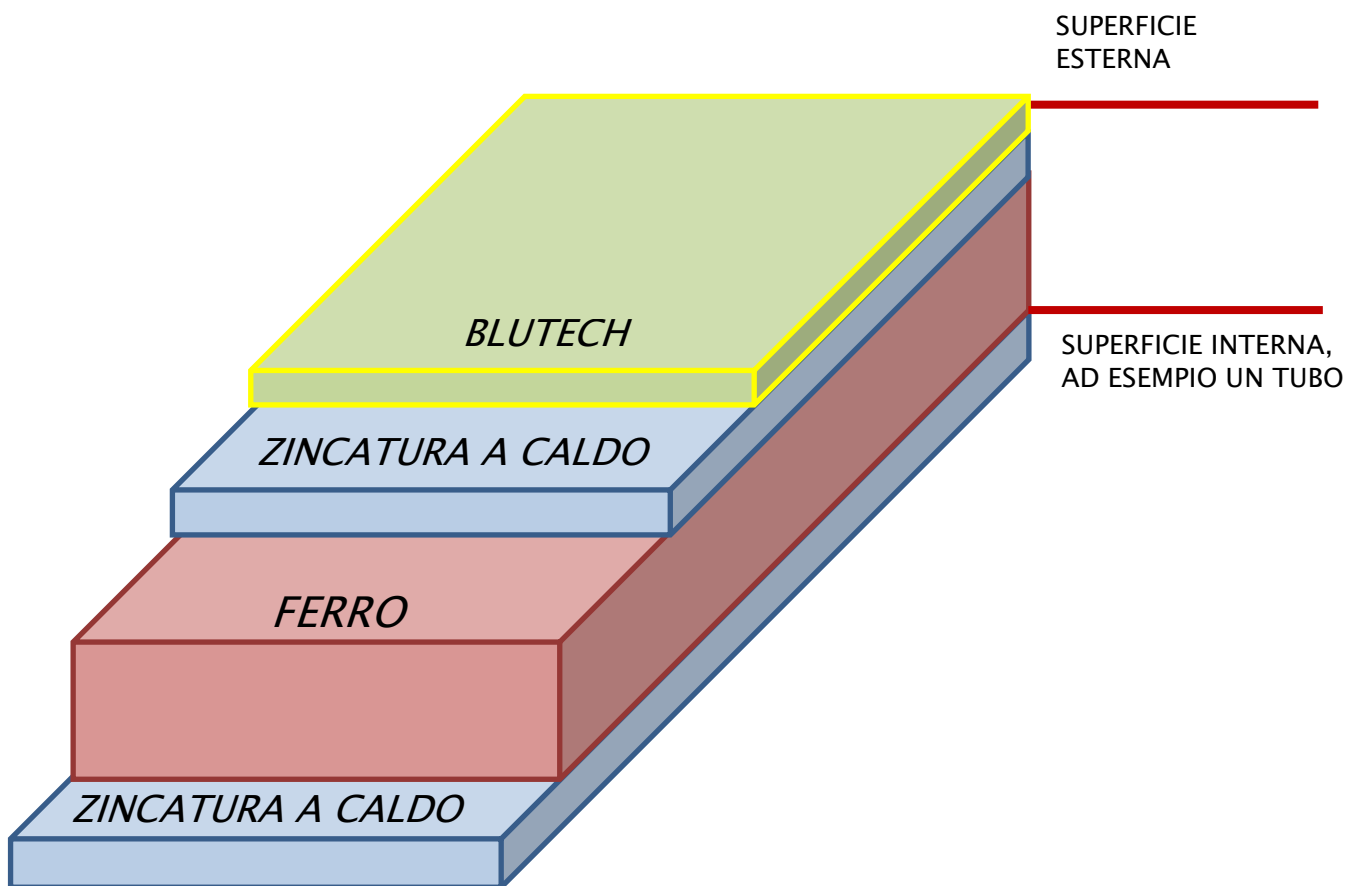 SUPERFICIE
ESTERNA
BLUTECH
SUPERFICIE INTERNA,
AD ESEMPIO UN TUBO
ZINCATURA A CALDO
FERRO
ZINCATURA A CALDO